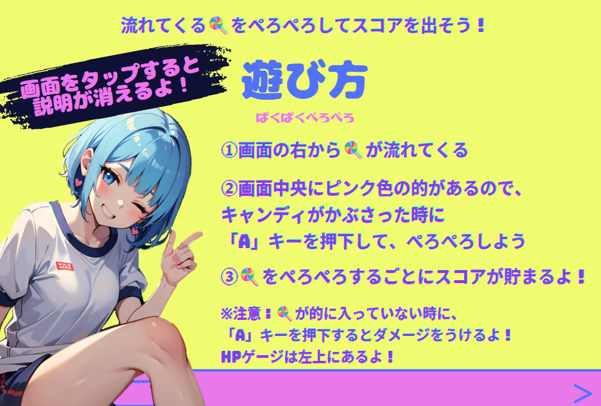 流れてくる🍭をぺろぺろしてスコアを出そう！
画面をタップすると
説明が消えるよ！
遊び方
ぱくぱくぺろぺろ
①画面の右から🍭が流れてくる
②画面中央にピンク色の的があるので、
キャンディがかぶさった時に
「A」キーを押下して、ぺろぺろしよう
③🍭をぺろぺろするごとにスコアが貯まるよ！
※注意：🍭が的に入っていない時に、
「A」キーを押下するとダメージをうけるよ！
HPゲージは左上にあるよ！
>